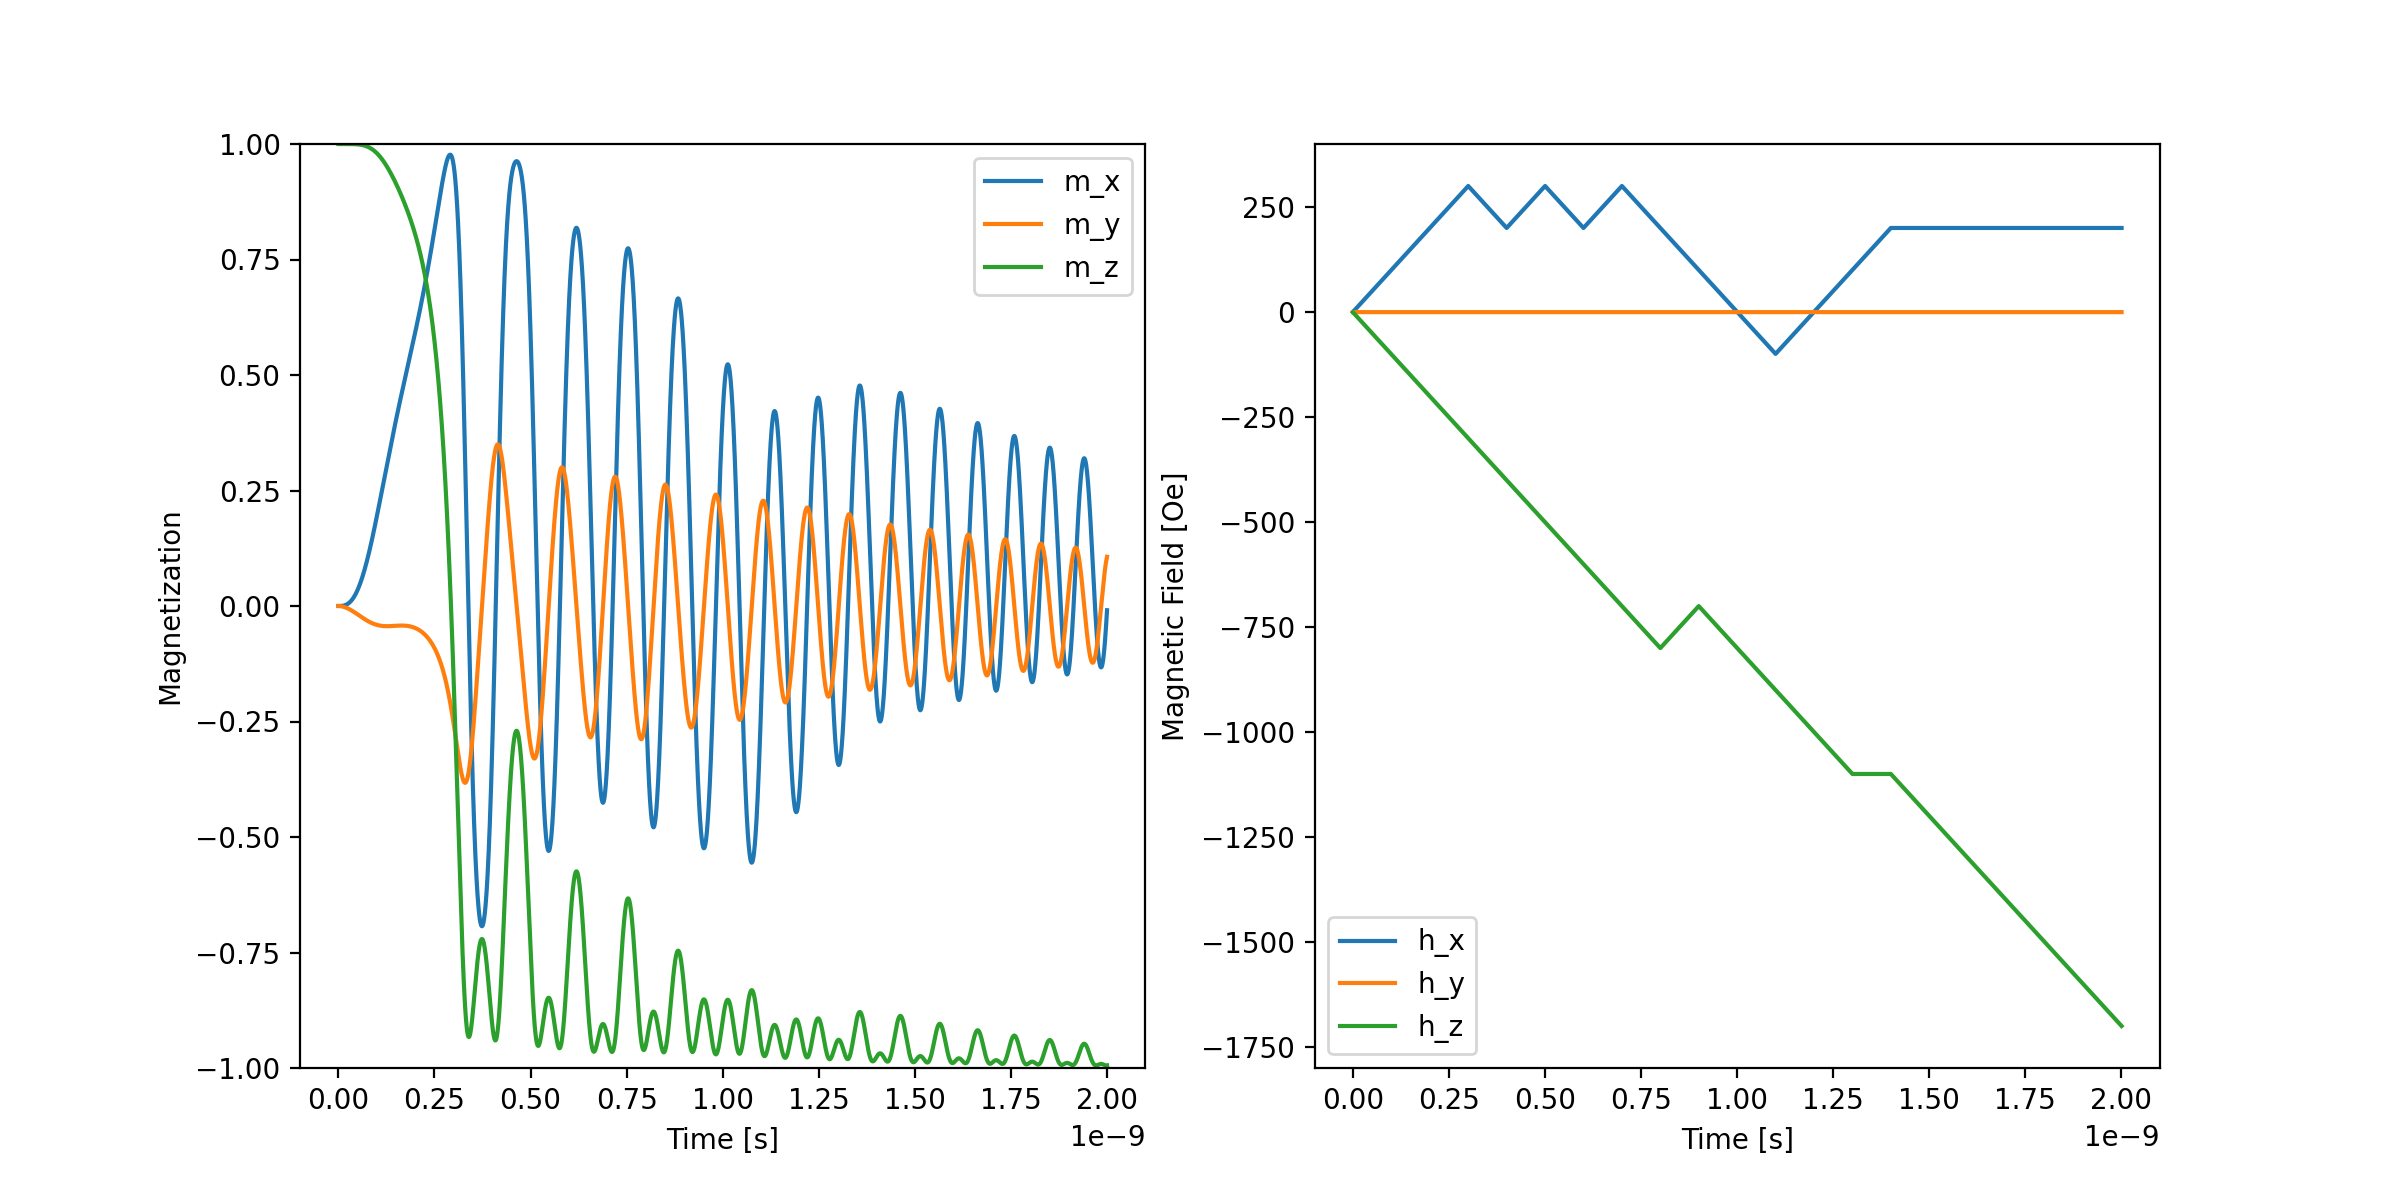 1.00
0.75
0.50
0.25
0.00
−0.25
−0.50
−0.75
−1.00
Magnetization
m_x
m_y
m_z
0.00 0.25 0.50 0.75 1.00 1.25 1.50 1.75 2.00
Time [s]
1e−9
250
0
−250
−500
−750
−1000
−1250
−1500
−1750
Magnetic Field [Oe]
h_x
h_y
h_z
0.00 0.25 0.50 0.75 1.00 1.25 1.50 1.75 2.00
Time [s]
1e−9